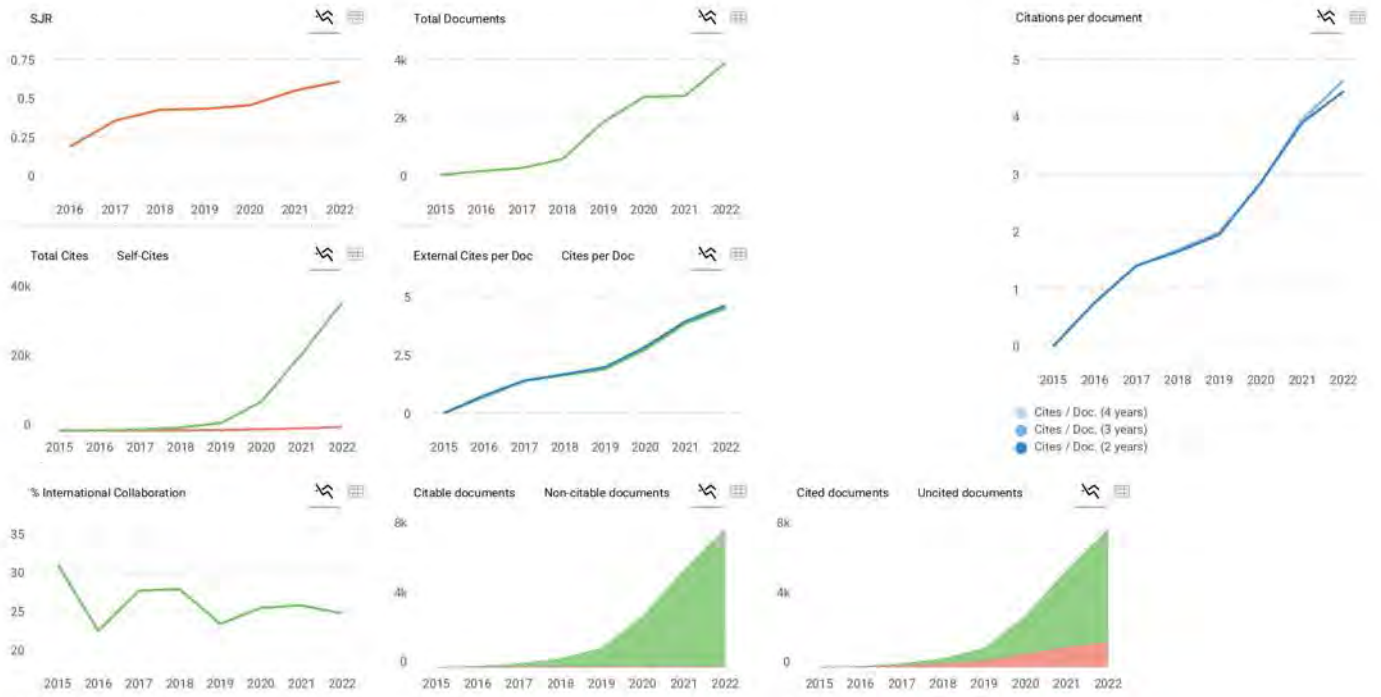 SJR
0.75
0.5
0.25
0
2016 2017 2018 2019 2020 2021 2022
Total Documents
4k
2k
0
2015 2016 2017 2018 2019 2020 2021 2022
Citations per document
5
4
3
2
1
0
2015 2016 2017 2018 2019 2020 2021 2022
Cites / Doc. (4 years)
Cites / Doc. (3 years)
Cites / Doc. (2 years)
Total Cites Self-Cites
40k
20k
0
2015 2016 2017 2018 2019 2020 2021 2022
External Cites per Doc Cites per Doc
5
2.5
0
2015 2016 2017 2018 2019 2020 2021 2022
% International Collaboration
35
30
25
20
2015 2016 2017 2018 2019 2020 2021 2022
Citable documents Non-citable documents
8k
4k
0
2015 2016 2017 2018 2019 2020 2021 2022
Cited documents Uncited documents
8k
4k
0
2015 2016 2017 2018 2019 2020 2021 2022